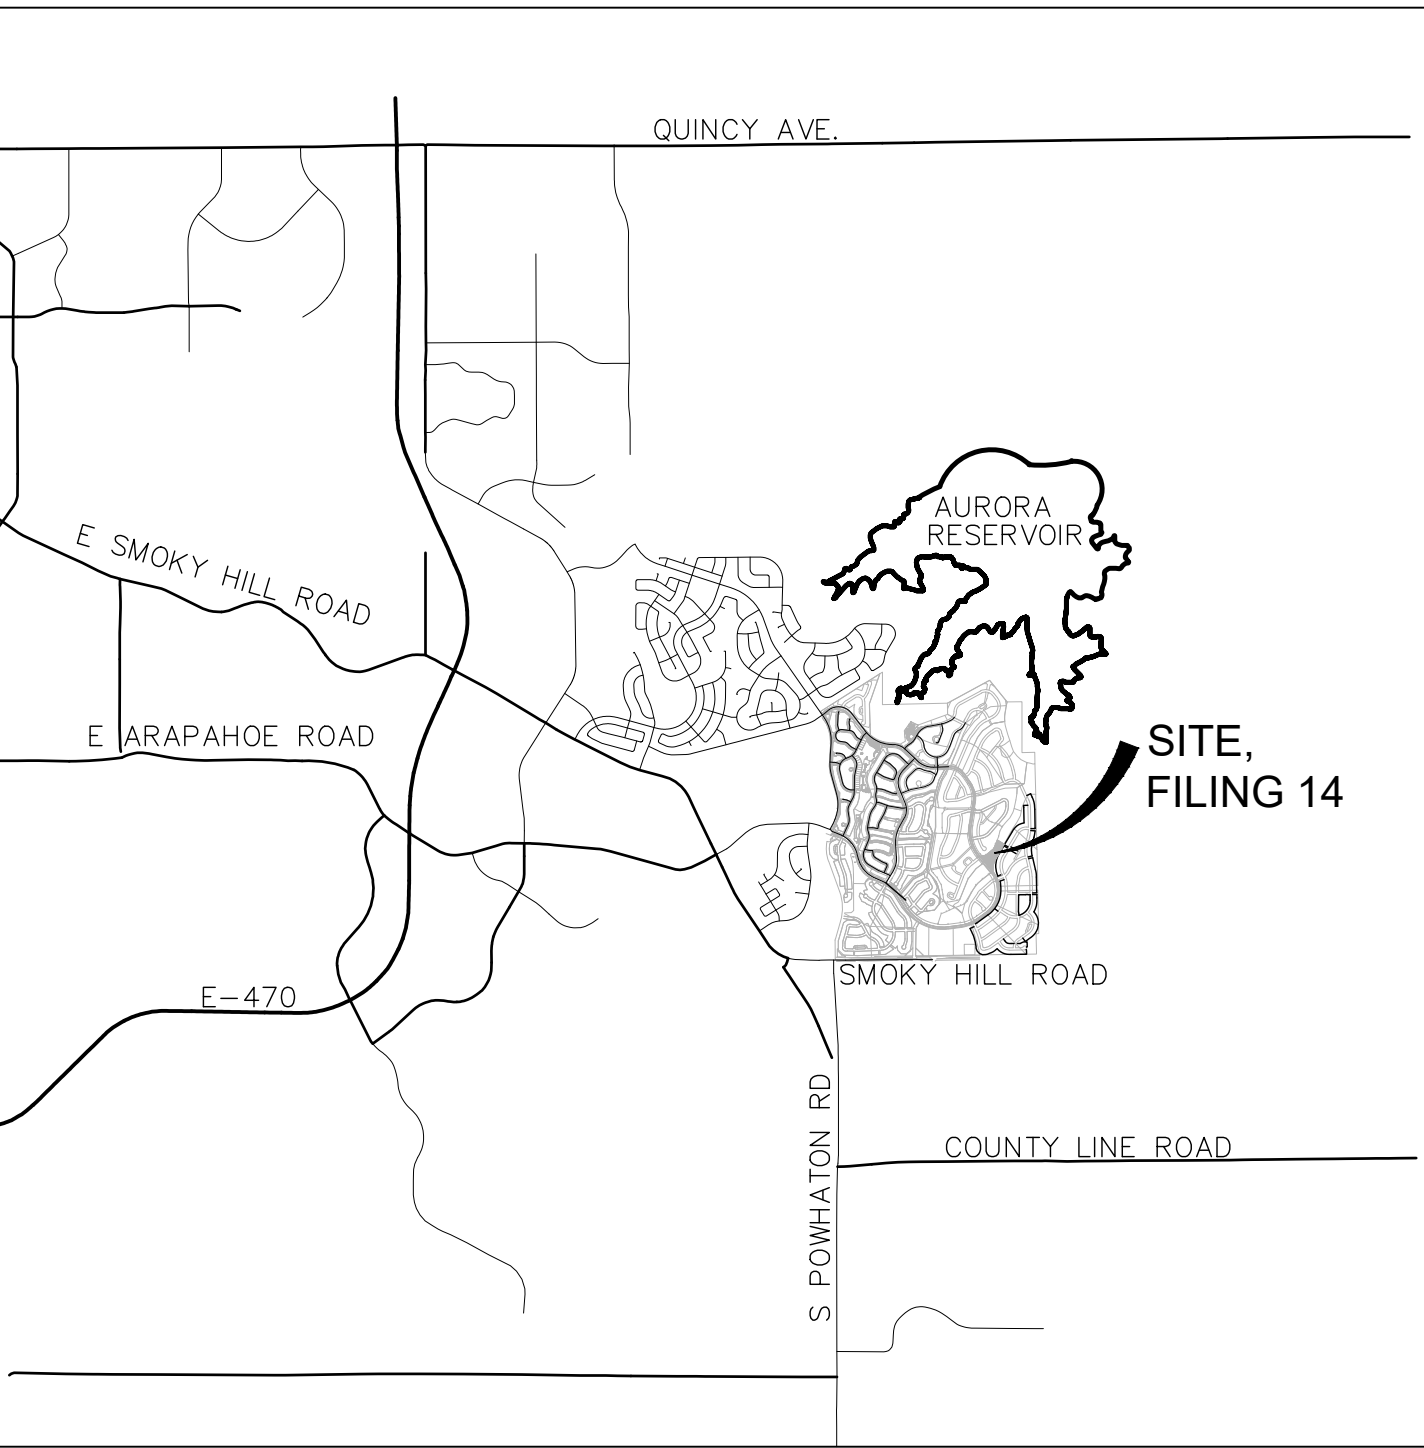 QUINCY AVE.
AURORA
RESERVOIR
E SMOKY HILL ROAD
E ARAPAHOE ROAD
SITE,
FILING 14
SMOKY HILL ROAD
E-470
S POWHATON RD
COUNTY LINE ROAD